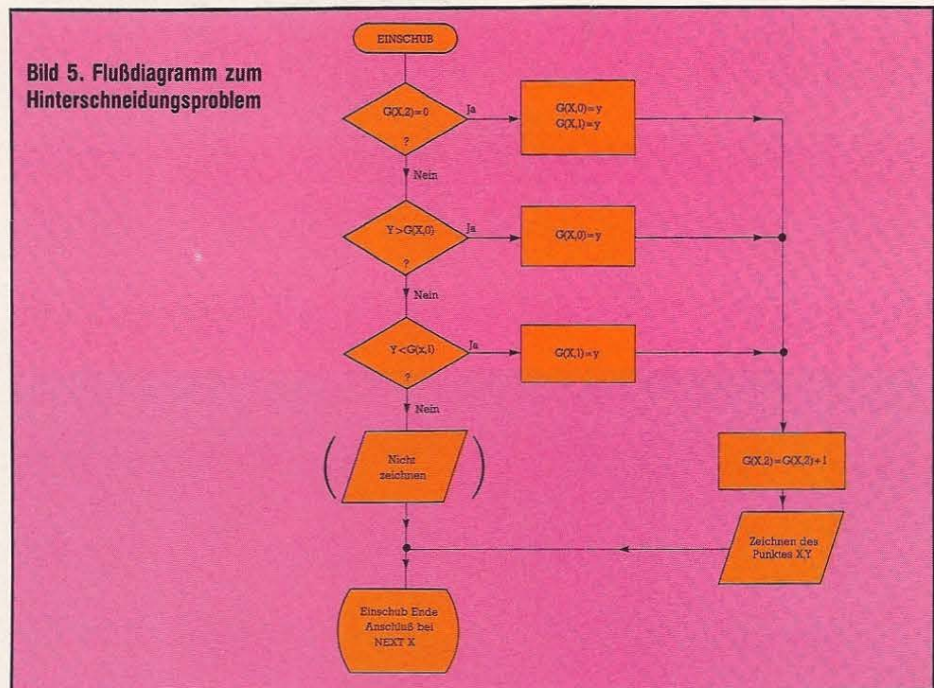 Bild 5. Flußdiagramm zum
Hinterschneidungsproblem
EINSCHUB
G(X,2)=0
?
Ja
G(X,0)=y
G(X,1)=y
Nein
Y>G(X,0)
?
Ja
G(X,0)=y
Nein
Y<G(x,1)
?
Ja
G(X,1)=y
Nein
(
Nicht
zeichnen
)
G(X,2)=G(X,2)+1
Zeichnen des
Punktes X,Y
Einschub Ende
Anschluß bei
NEXT X